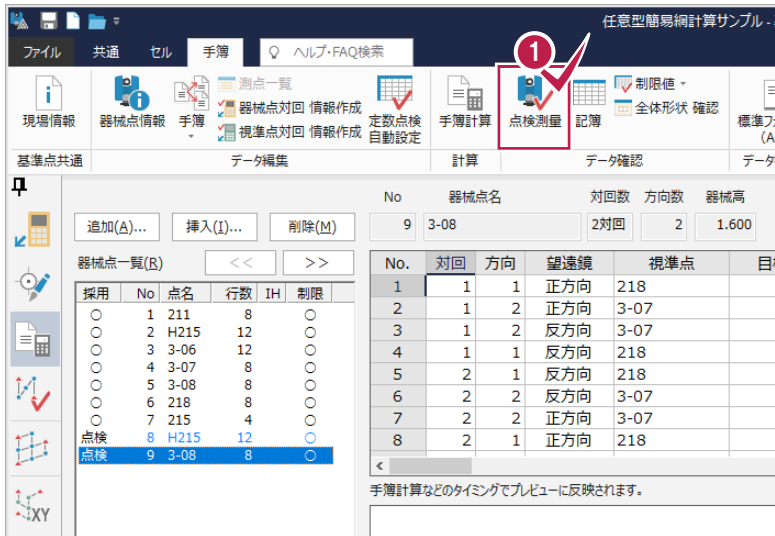 任意型簡易網計算サンプル -
ファイル 共通 セル 手簿 ヘルプ・FAQ検索
1
現場情報 器械点情報 手簿 測点一覧 器械点対回 情報作成 視準点対回 情報作成 定数点検 自動設定 手簿計算 点検測量 記簿 制限値 全体形状 確認 標準フ (A
基準点共通 データ編集 計算 データ確認 データ
No 器械点名 対回数 方向数 器械高
追加(A)... 挿入(I)... 削除(M) 9 3-08 2対回 2 1.600
器械点一覧(R) << >>
採用 No 点名 行数 IH 制限
○ 1 211 8 ○
○ 2 H215 12 ○
○ 3 3-06 12 ○
○ 4 3-07 8 ○
○ 5 3-08 8 ○
○ 6 218 8 ○
○ 7 215 4 ○
点検 8 H215 12 ○
点検 9 3-08 8 ○
No. 対回 方向 望遠鏡 視準点 目
1 1 1 正方向 218
2 1 2 正方向 3-07
3 1 2 反方向 3-07
4 1 1 反方向 218
5 2 1 反方向 218
6 2 2 反方向 3-07
7 2 2 正方向 3-07
8 2 1 正方向 218
<
手簿計算などのタイミングでプレビューに反映されます。
XY